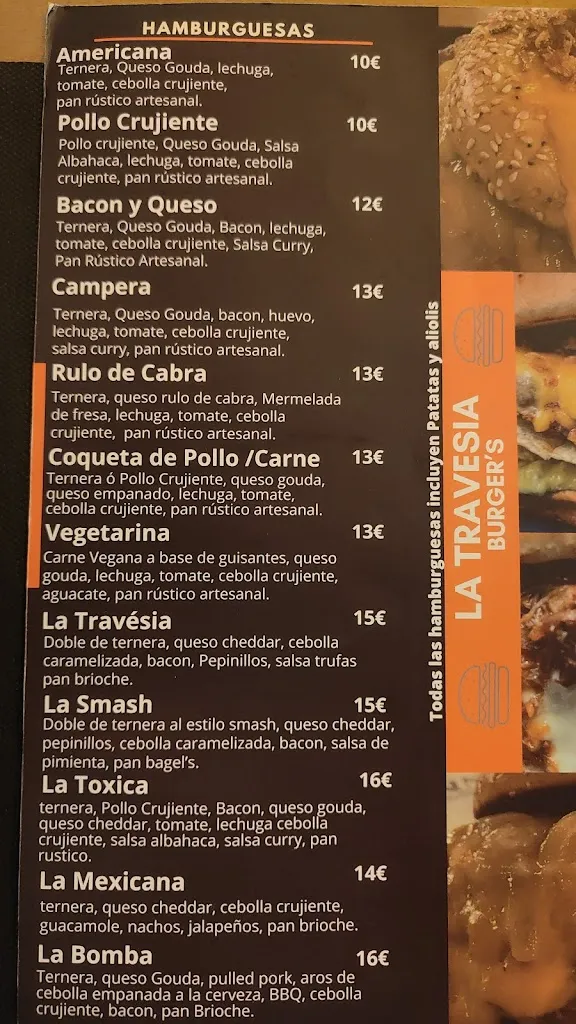 HAMBURGUESAS
Americana 10€
Ternera, Queso Gouda, lechuga,
tomate, cebolla crujiente,
pan rústico artesanal.
Pollo Crujiente 10€
Pollo crujiente, Queso Gouda, Salsa
Albahaca, lechuga, tomate, cebolla
crujiente, pan rústico artesanal.
Bacon y Queso 12€
Ternera, Queso Gouda, Bacon, lechuga,
tomate, cebolla crujiente, Salsa Curry,
Pan Rústico Artesanal.
Campera 13€
Ternera, Queso Gouda, bacon, huevo,
lechuga, tomate, cebolla crujiente,
salsa curry, pan rústico artesanal.
Rulo de Cabra 13€
Ternera, queso rulo de cabra, Mermelada
de fresa, lechuga, tomate, cebolla
crujiente, pan rústico artesanal.
Coqueta de Pollo /Carne 13€
Ternera ó Pollo Crujiente, queso gouda,
queso empanado, lechuga, tomate,
cebolla crujiente, pan rústico artesanal.
Vegetarina 13€
Carne Vegana a base de guisantes, queso
gouda, lechuga, tomate, cebolla crujiente,
aguacate, pan rústico artesanal.
La Travésia 15€
Doble de ternera, queso cheddar, cebolla
caramelizada, bacon, Pepinillos, salsa trufas
pan brioche.
La Smash 15€
Doble de ternera al estilo smash, queso cheddar,
pepinillos, cebolla caramelizada, bacon, salsa de
pimienta, pan bagel's.
La Toxica 16€
ternera, Pollo Crujiente, Bacon, queso gouda,
queso cheddar, tomate, lechuga cebolla
crujiente, salsa albahaca, salsa curry, pan
rustico.
La Mexicana 14€
ternera, queso cheddar, cebolla crujiente,
guacamole, nachos, jalapeños, pan brioche.
La Bomba 16€
Ternera, queso Gouda, pulled pork, aros de
cebolla empanada a la cerveza, BBQ, cebolla
crujiente, bacon, pan Brioche.
Todas las hamburguesas incluyen Patatas y aliolis
LA TRAVESIA
BURGER'S